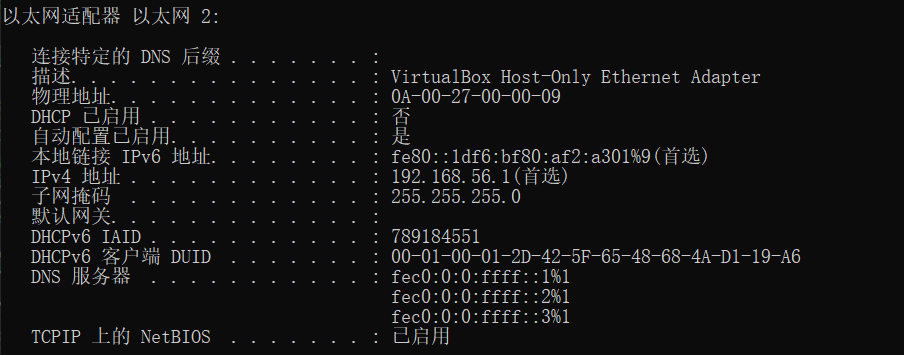 以太网适配器 以太网 2:
连接特定的 DNS 后缀 . . . . . . . :
描述. . . . . . . . . . . . . . . : VirtualBox Host-Only Ethernet Adapter
物理地址. . . . . . . . . . . . . : 0A-00-27-00-00-09
DHCP 已启用 . . . . . . . . . . . : 否
自动配置已启用. . . . . . . . . . : 是
本地链接 IPv6 地址. . . . . . . . : fe80::1df6:bf80:af2:a301%9(首选)
IPv4 地址 . . . . . . . . . . . . : 192.168.56.1(首选)
子网掩码  . . . . . . . . . . . . : 255.255.255.0
默认网关. . . . . . . . . . . . . :
DHCPv6 IAID . . . . . . . . . . . : 789184551
DHCPv6 客户端 DUID  . . . . . . . : 00-01-00-01-2D-42-5F-65-48-68-4A-D1-19-A6
DNS 服务器  . . . . . . . . . . . : fec0:0:0:ffff::1%1
fec0:0:0:ffff::2%1
fec0:0:0:ffff::3%1
TCPIP 上的 NetBIOS  . . . . . . . : 已启用